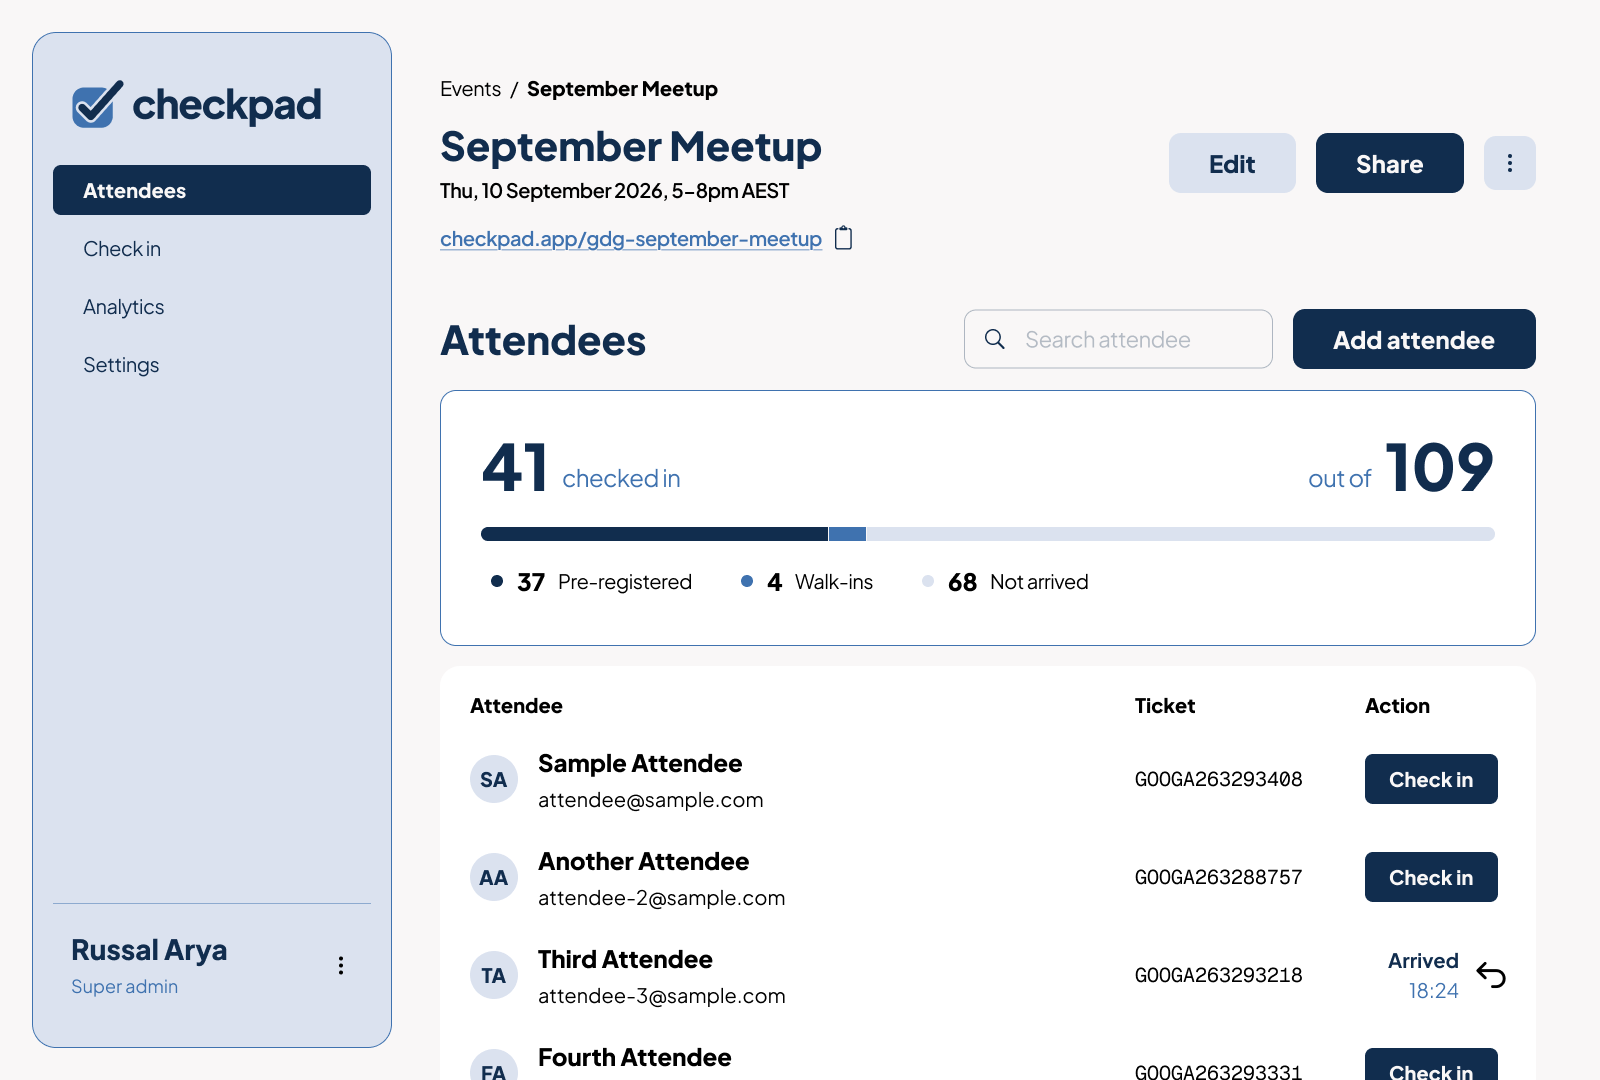 checkpad
Attendees
Check in
Analytics
Settings
Russal Arya
Super admin
Events / September Meetup
September Meetup
Thu, 10 September 2026, 5–8pm AEST
checkpad.app/gdg-september-meetup
Edit
Share
Attendees
Search attendee
Add attendee
41 checked in
out of 109
37 Pre-registered
4 Walk-ins
68 Not arrived
Attendee Ticket Action
SA
Sample Attendee
attendee@sample.com
GOOGA263293408
Check in
AA
Another Attendee
attendee-2@sample.com
GOOGA263288757
Check in
TA
Third Attendee
attendee-3@sample.com
GOOGA263293218
Arrived
18:24
FA
Fourth Attendee
GOOGA263293331
Check in